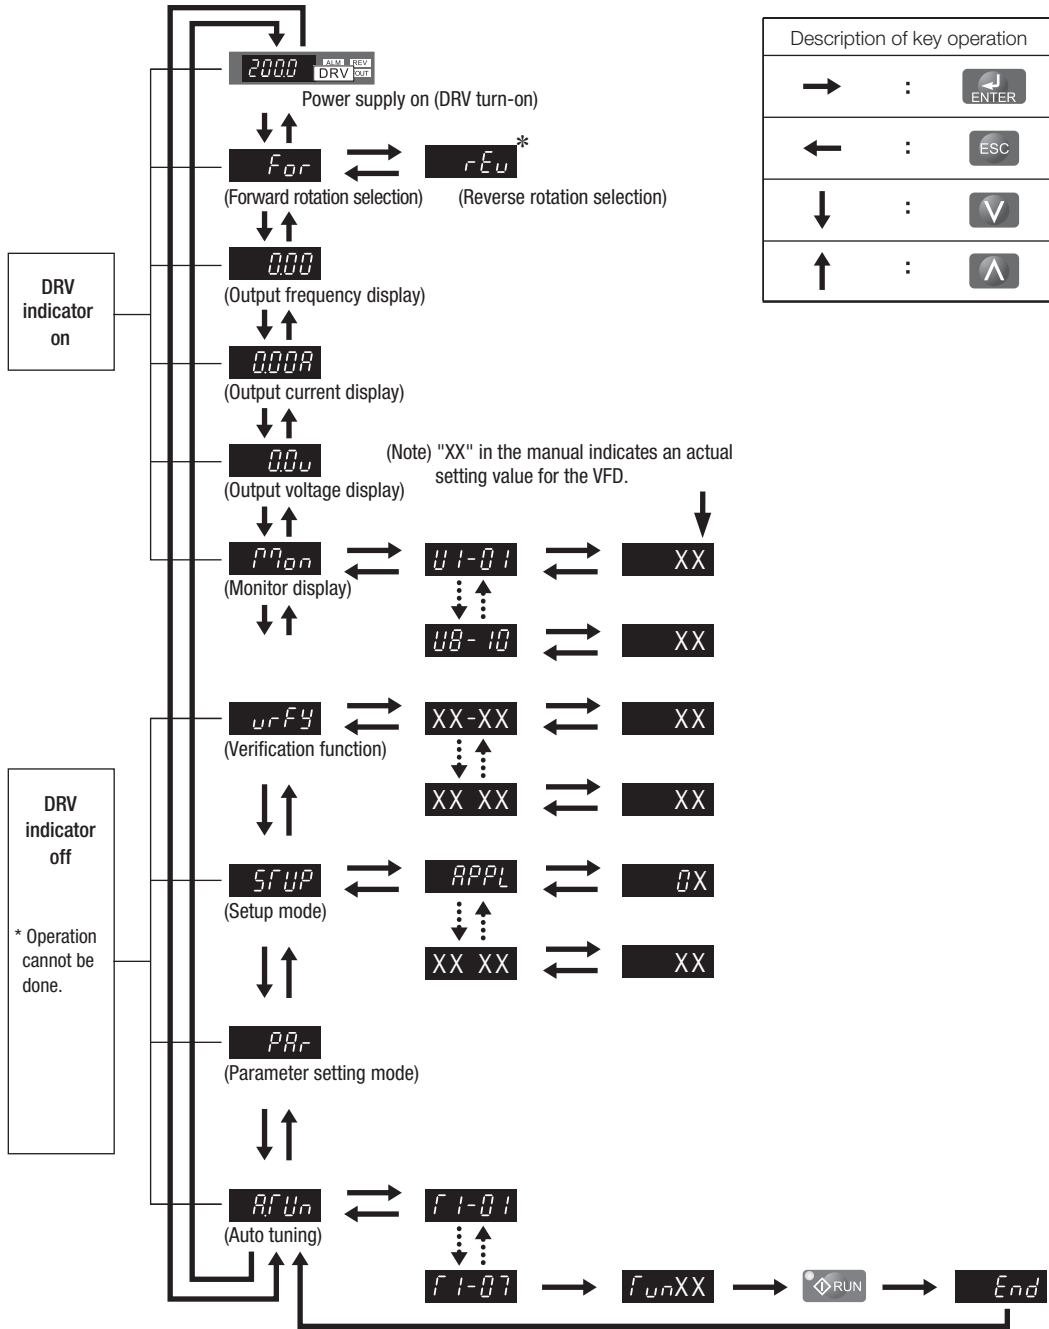 200.0
ALM REV
DRV OUT
Power supply on (DRV turn-on)
Description of key operation
: ENTER
: ESC
: V
: Λ
For
rEv*
(Forward rotation selection)
(Reverse rotation selection)
DRV
indicator
on
0.00
(Output frequency display)
0.00A
(Output current display)
0.0v
(Output voltage display)
(Note) "XX" in the manual indicates an actual
setting value for the VFD.
Mon
(Monitor display)
U1-01
XX
U8-10
XX
vrFy
(Verification function)
XX-XX
XX
XX XX
XX
DRV
indicator
off
* Operation
cannot be
done.
STUP
(Setup mode)
APPL
0X
XX XX
XX
PAr
(Parameter setting mode)
A.TUn
(Auto tuning)
T1-01
T1-07
TunXX
RUN
End